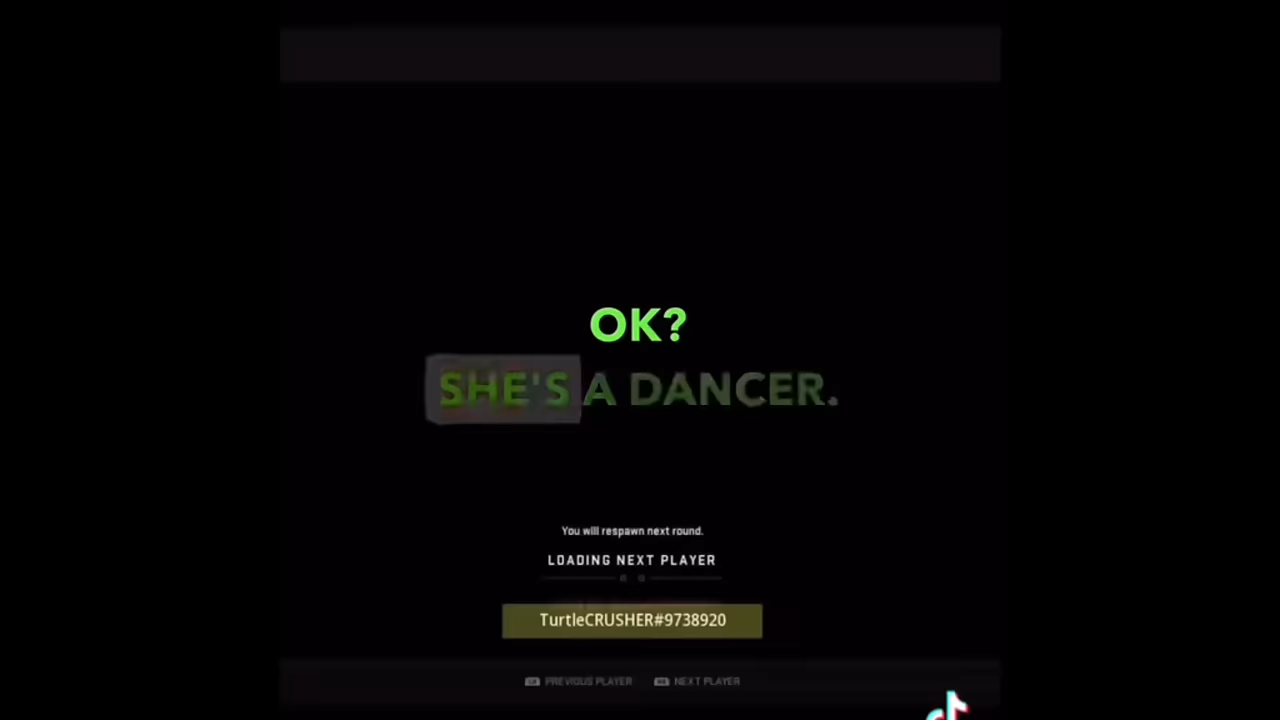 OK?
SHE'S A DANCER.
You will respawn next round.
LOADING NEXT PLAYER
TurtleCRUSHER#9738920
PREVIOUS PLAYER NEXT PLAYER